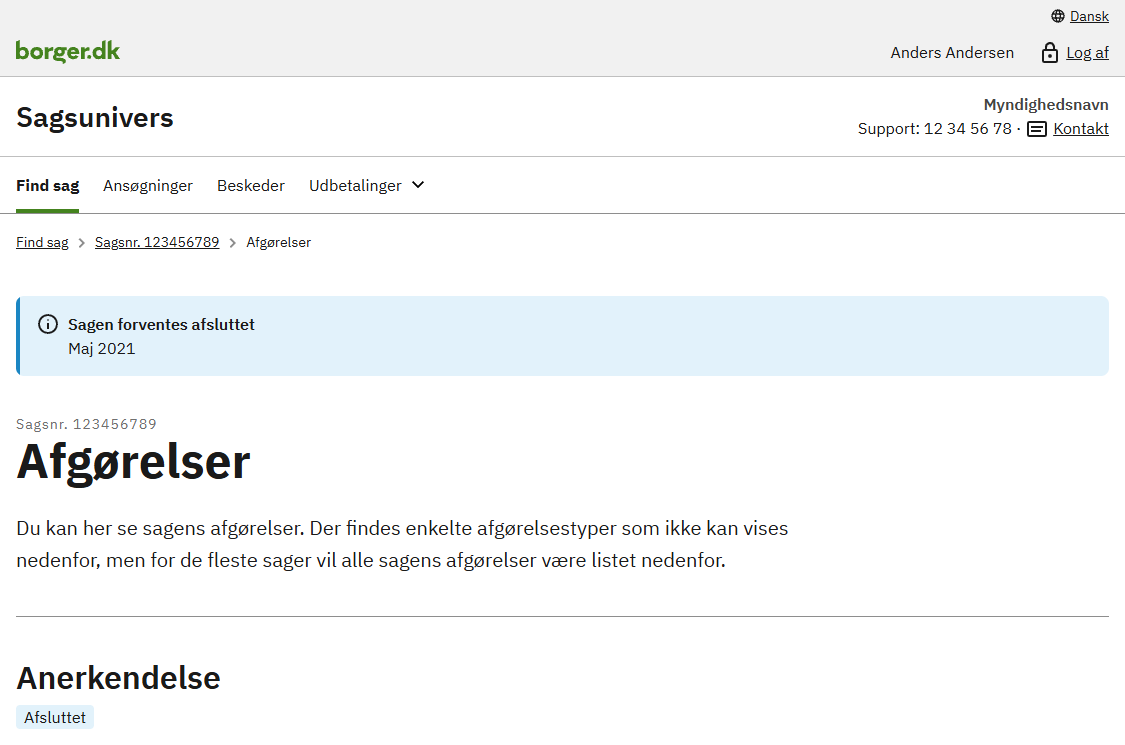 Dansk
borger.dk
Anders Andersen
Log af
Sagsunivers
Myndighedsnavn
Support: 12 34 56 78 · Kontakt
Find sag Ansøgninger Beskeder Udbetalinger
Find sag Sagsnr. 123456789 Afgørelser
Sagen forventes afsluttet
Maj 2021
Sagsnr. 123456789
Afgørelser
Du kan her se sagens afgørelser. Der findes enkelte afgørelsestyper som ikke kan vises
nedenfor, men for de fleste sager vil alle sagens afgørelser være listet nedenfor.
Anerkendelse
Afsluttet